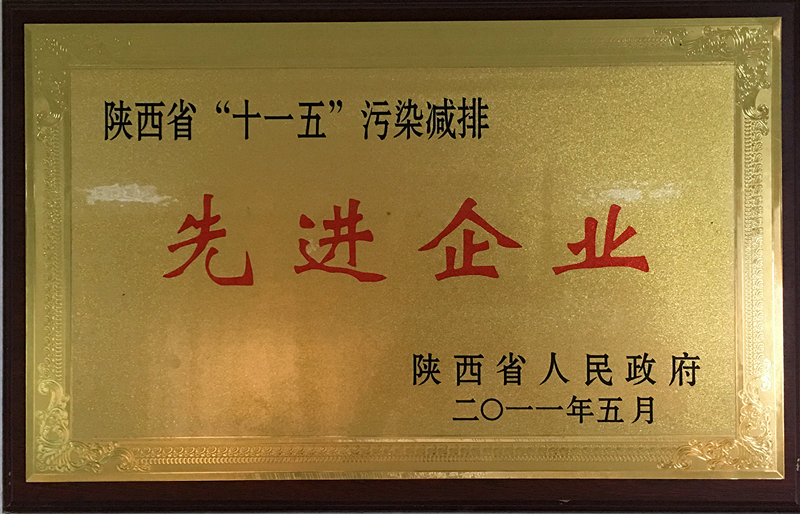 陕西省“十一五”污染减排
先进企业
陕西省人民政府
二〇一一年五月